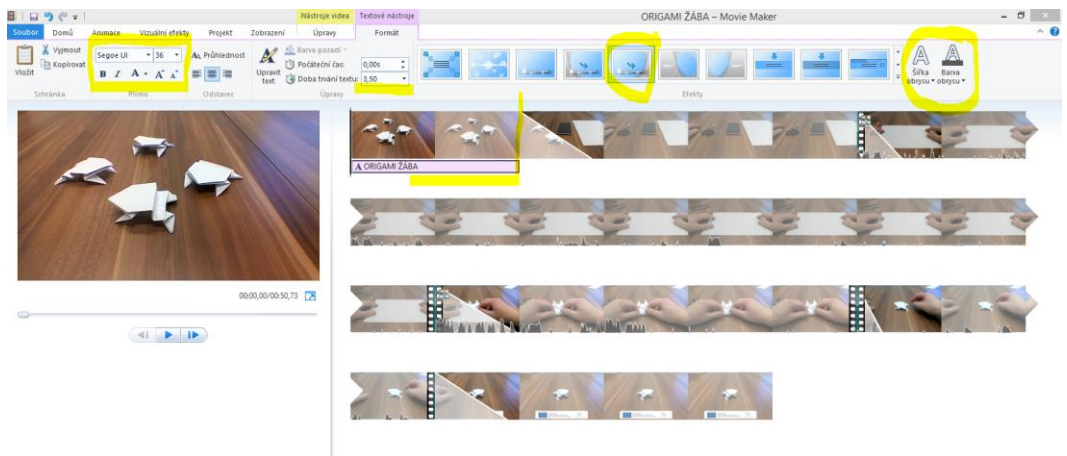 Nástroje videa Textové nástroje ORIGAMI ŽÁBA – Movie Maker
Soubor Domů Animace Vizuální efekty Projekt Zobrazení Úpravy Formát
Vložit
Vyjmout
Kopírovat
Schránka
Segoe UI 36
B I A A A
Písmo
Průhlednost
Odstavec
Upravit text
Barva pozadí
Počáteční čas: 0,00s
Doba trvání textu: 3,50
Úpravy
Efekty
Šířka obrysu
Barva obrysu
A ORIGAMI ŽÁBA
00:00,00/00:50,73